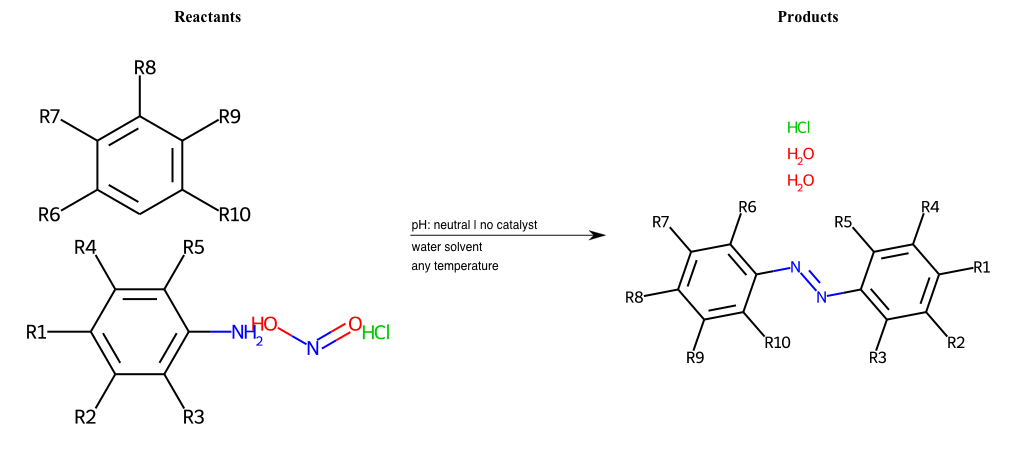 Reactants
Products
R8
R7
R9
R6
R10
R4
R5
R1
NH2
HO
N
O
HCl
R2
R3
pH: neutral | no catalyst
water solvent
any temperature
HCl
H2O
H2O
R6
R7
R8
R9
R10
N
N
R5
R4
R1
R2
R3